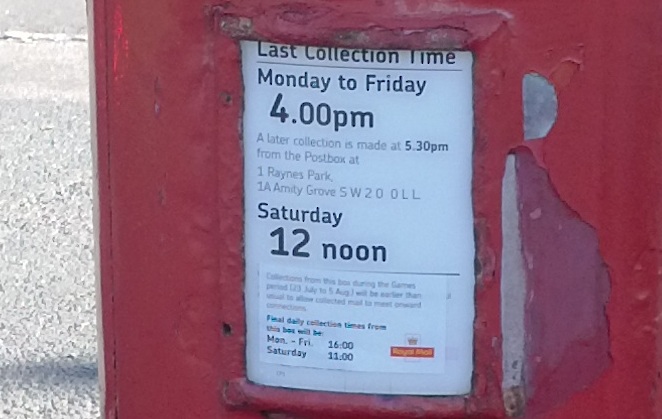 Last Collection Time
Monday to Friday
4.00pm
A later collection is made at 5.30pm
from the Postbox at
1 Raynes Park,
1A Amity Grove SW20 0LL
Saturday
12 noon
Collections from this box during the Games
period (23 July to 5 Aug) will be earlier than
usual to allow collected mail to meet onward
connections.
Final daily collection times from
this box will be:
Mon. - Fri. 16:00
Saturday 11:00
Royal Mail